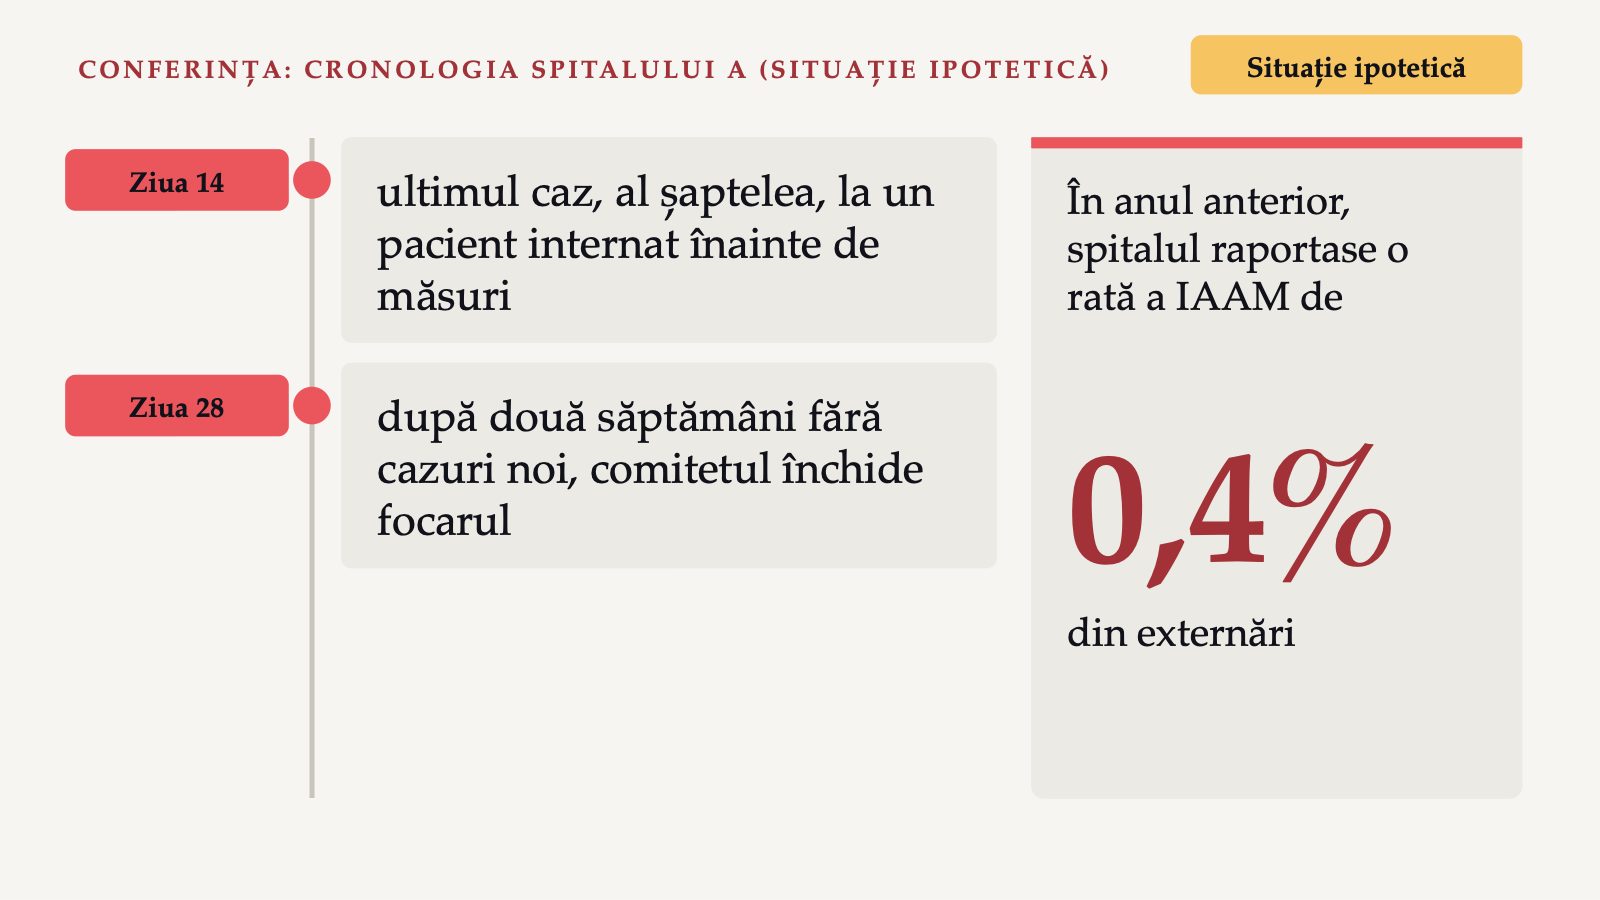 CONFERINȚA: CRONOLOGIA SPITALULUI A (SITUAȚIE IPOTETICĂ)
Situație ipotetică
Ziua 14
ultimul caz, al șaptelea, la un
pacient internat înainte de
măsuri
Ziua 28
după două săptămâni fără
cazuri noi, comitetul închide
focarul
În anul anterior,
spitalul raportase o
rată a IAAM de
0,4%
din externări